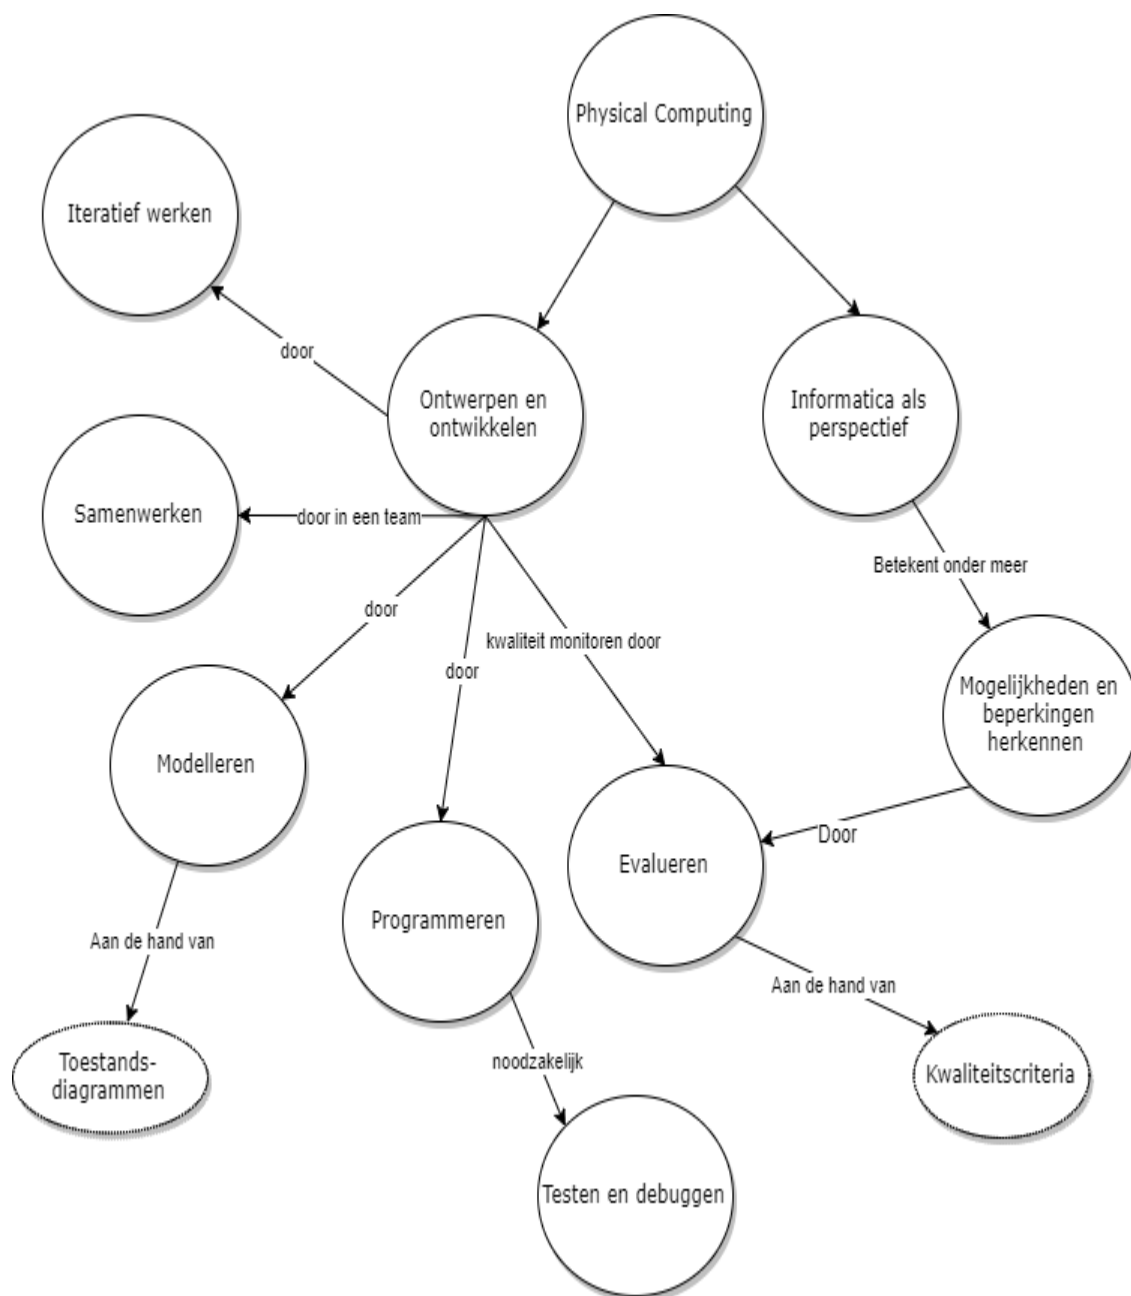 Physical Computing
Iteratief werken
door
Ontwerpen en
ontwikkelen
Informatica als
perspectief
Samenwerken
door in een team
Betekent onder meer
door
kwaliteit monitoren door
door
Mogelijkheden en
beperkingen
herkennen
Modelleren
Door
Evalueren
Programmeren
Aan de hand van
Aan de hand van
Toestands-
diagrammen
noodzakelijk
Kwaliteitscriteria
Testen en debuggen